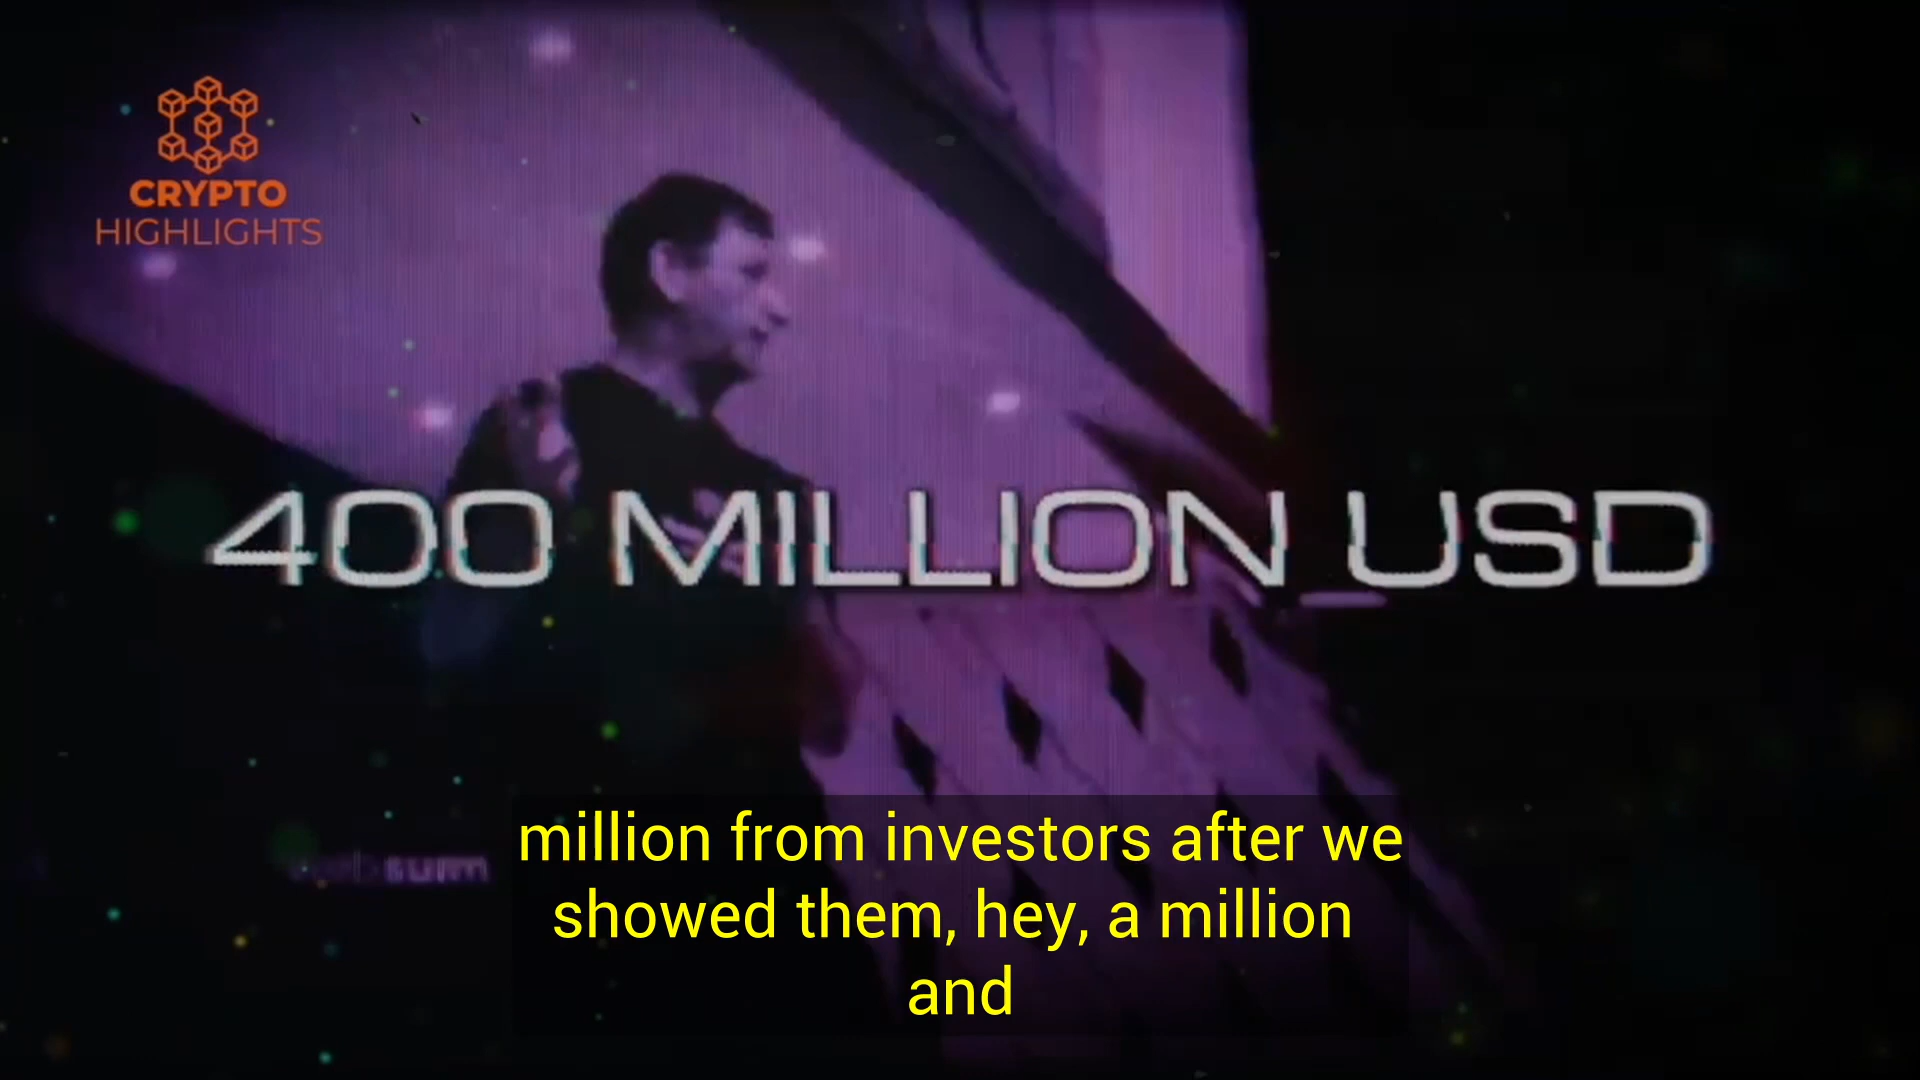 CRYPTO
HIGHLIGHTS
400 MILLION USD
million from investors after we
showed them, hey, a million
and